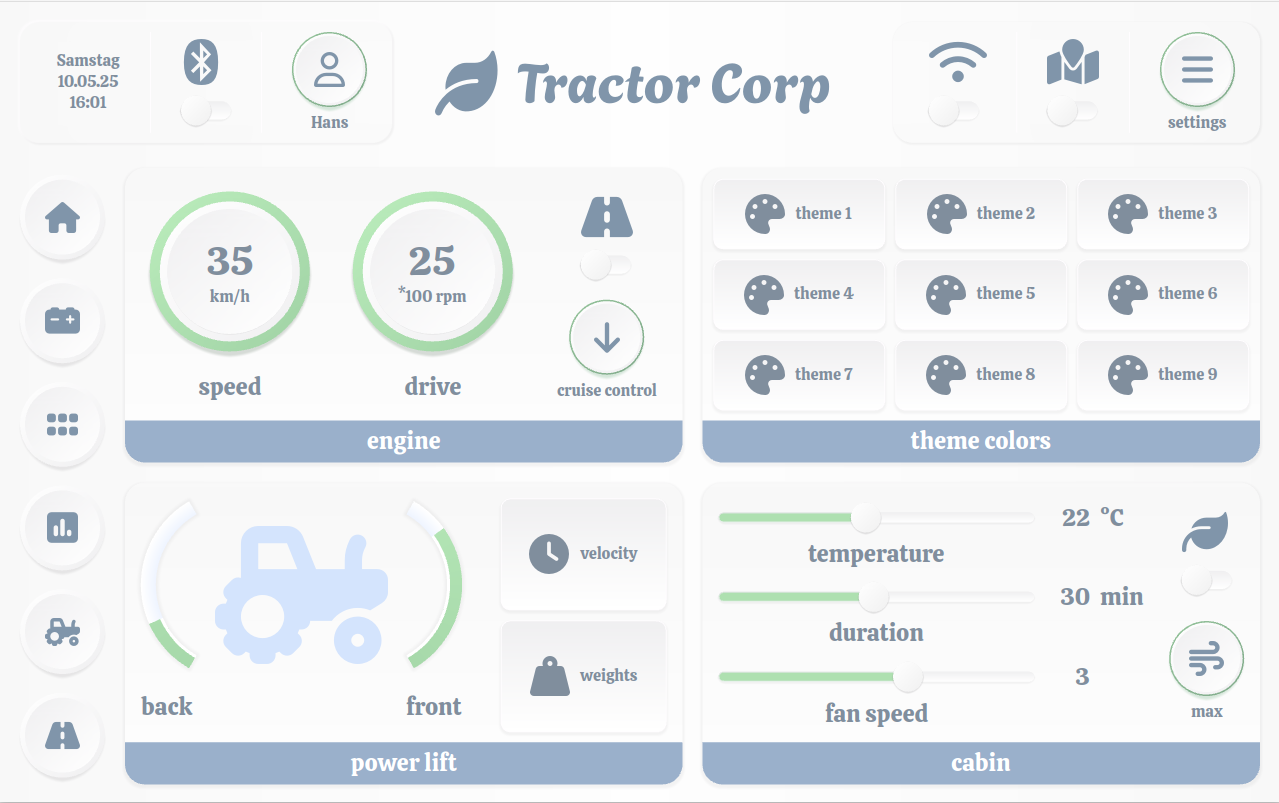 Samstag
10.05.25
16:01
Hans
Tractor Corp
settings
35
km/h
speed
25
*100 rpm
drive
cruise control
engine
theme 1
theme 2
theme 3
theme 4
theme 5
theme 6
theme 7
theme 8
theme 9
theme colors
back
front
velocity
weights
power lift
22 °C
temperature
30 min
duration
3
fan speed
max
cabin